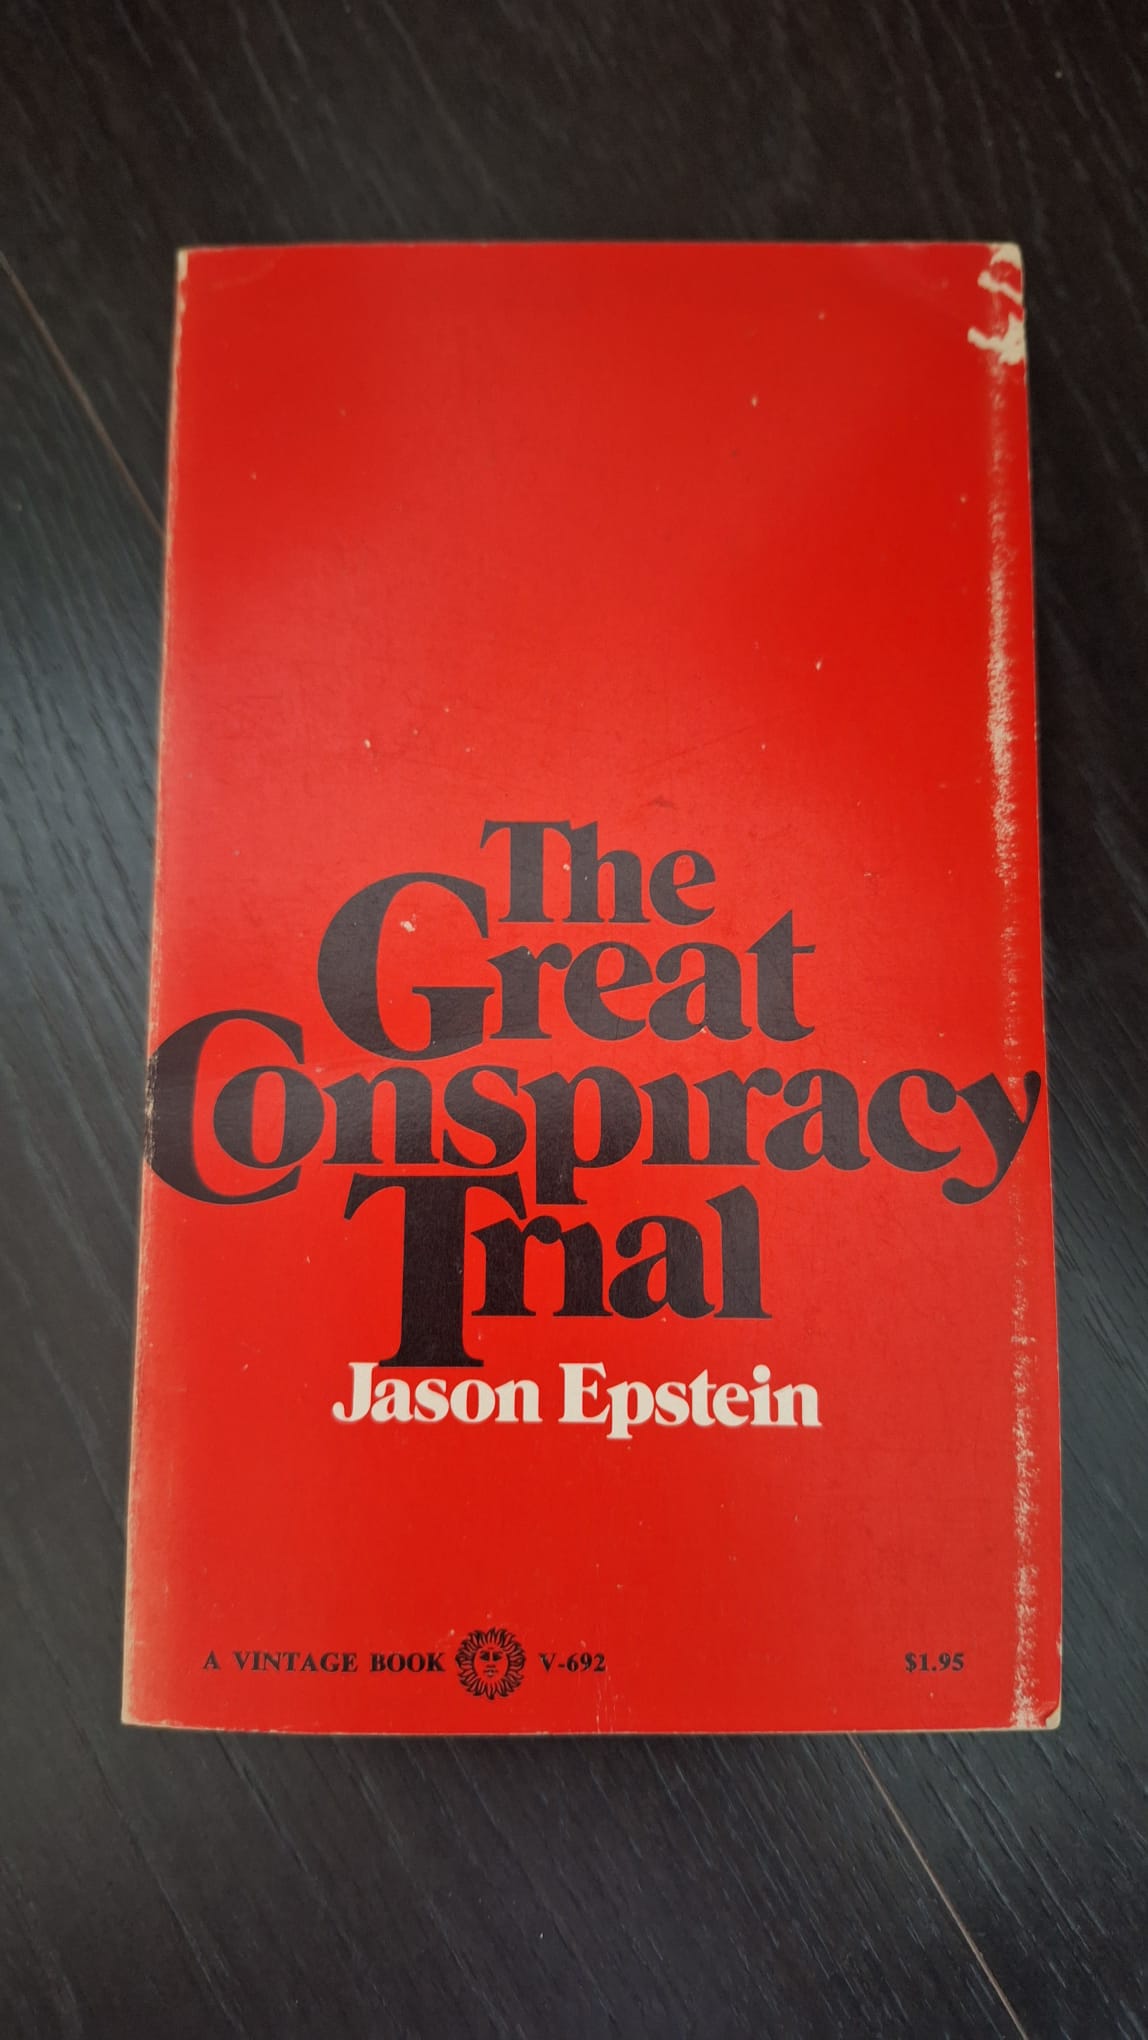 The
Great
Conspiracy
Trial
Jason Epstein
A VINTAGE BOOK V-692 $1.95